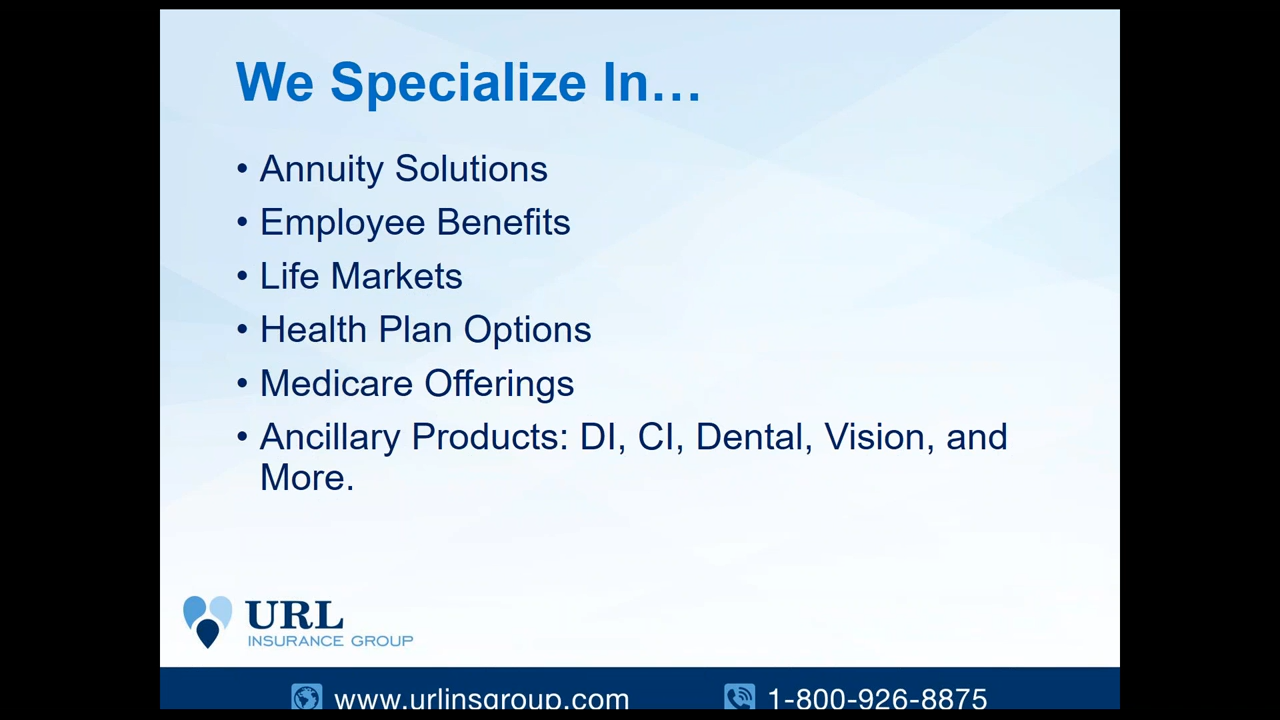 We Specialize In…
• Annuity Solutions
• Employee Benefits
• Life Markets
• Health Plan Options
• Medicare Offerings
• Ancillary Products: DI, CI, Dental, Vision, and
More.
URL
INSURANCE GROUP
www.urlinsgroup.com
1-800-926-8875